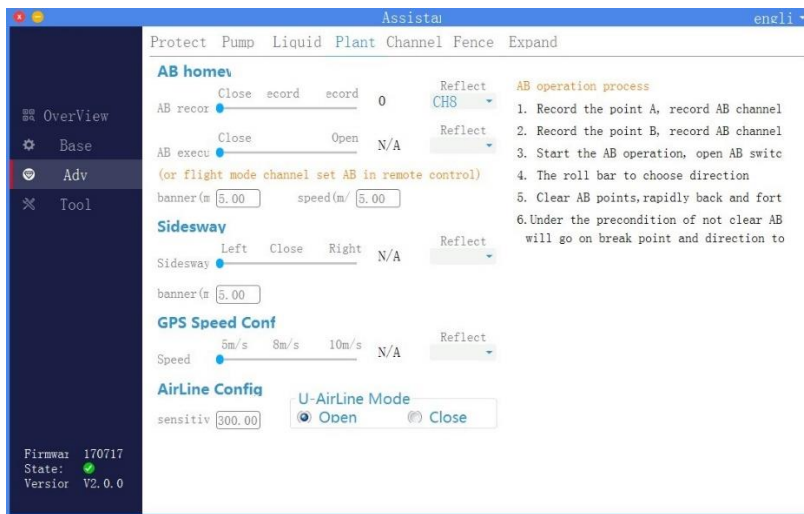 Assistaı
engli
Protect Pump Liquid Plant Channel Fence Expand
OverView
Base
Adv
Tool
Firmwaı 170717
State:
Versior V2.0.0
AB homev
Close ecord ecord
AB recor 0
Reflect
CH8
Close Open
AB execu N/A
Reflect
(or flight mode channel set AB in remote control)
banner(m 5.00 speed(m/ 5.00
Sidesway
Left Close Right
Sidesway N/A
Reflect
banner(m 5.00
GPS Speed Conf
5m/s 8m/s 10m/s
Speed N/A
Reflect
AirLine Config
sensitiv 300.00
U-AirLine Mode
Open Close
AB operation process
1. Record the point A, record AB channel
2. Record the point B, record AB channel
3. Start the AB operation, open AB switc
4. The roll bar to choose direction
5. Clear AB points,rapidly back and fort
6.Under the precondition of not clear AB
will go on break point and direction to